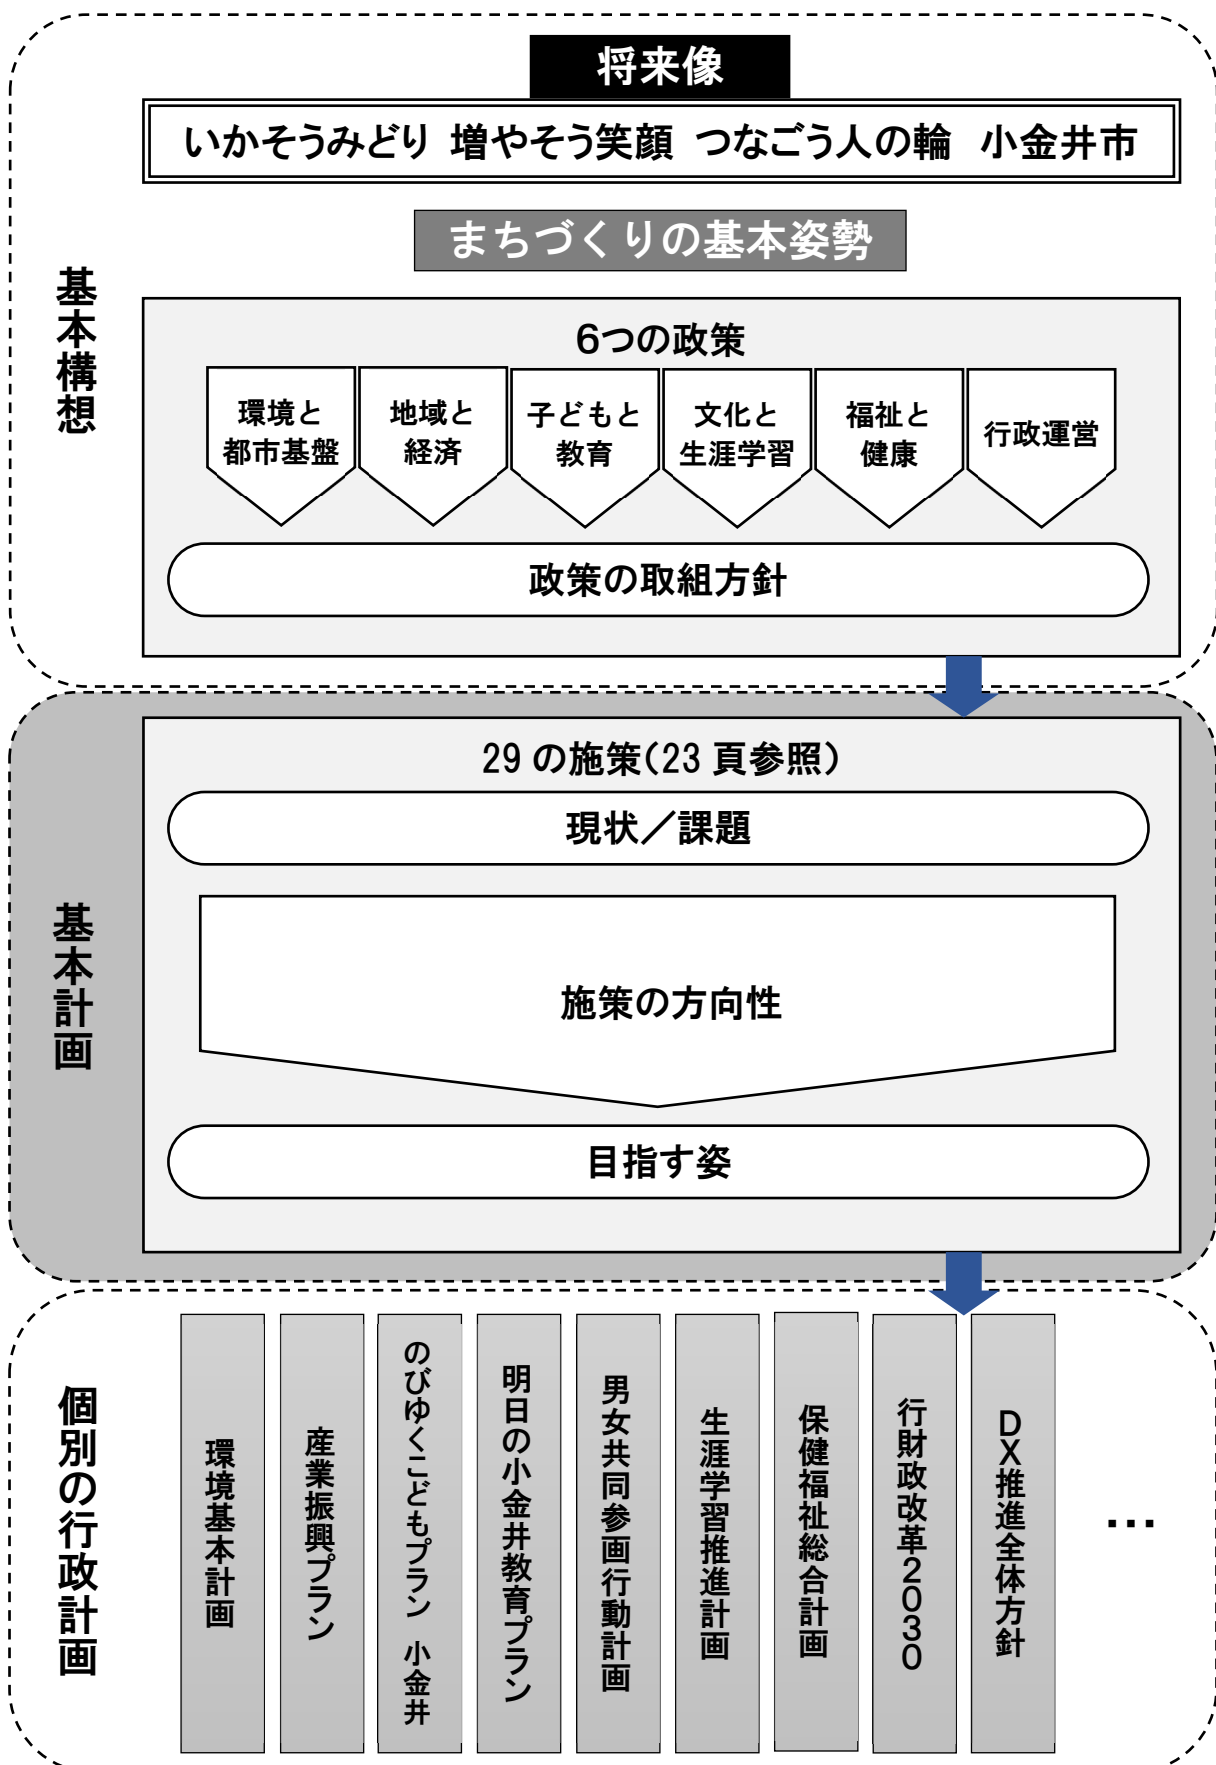 将来像
いかそうみどり 増やそう笑顔 つなごう人の輪 小金井市
まちづくりの基本姿勢
基本構想
6つの政策
環境と
都市基盤
地域と
経済
子どもと
教育
文化と
生涯学習
福祉と
健康
行政運営
政策の取組方針
基本計画
29の施策(23頁参照)
現状/課題
施策の方向性
目指す姿
個別の行政計画
環境基本計画
産業振興プラン
のびゆくこどもプラン 小金井
明日の小金井教育プラン
男女共同参画行動計画
生涯学習推進計画
保健福祉総合計画
行財政改革2030
DX推進全体方針
…